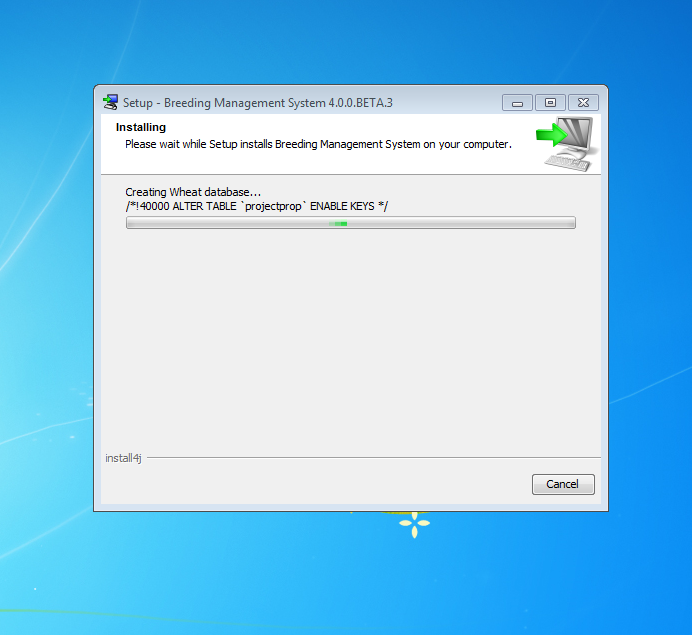 Setup - Breeding Management System 4.0.0.BETA.3
Installing
Please wait while Setup installs Breeding Management System on your computer.
Creating Wheat database...
/*!40000 ALTER TABLE `projectprop` ENABLE KEYS */
install4j
Cancel